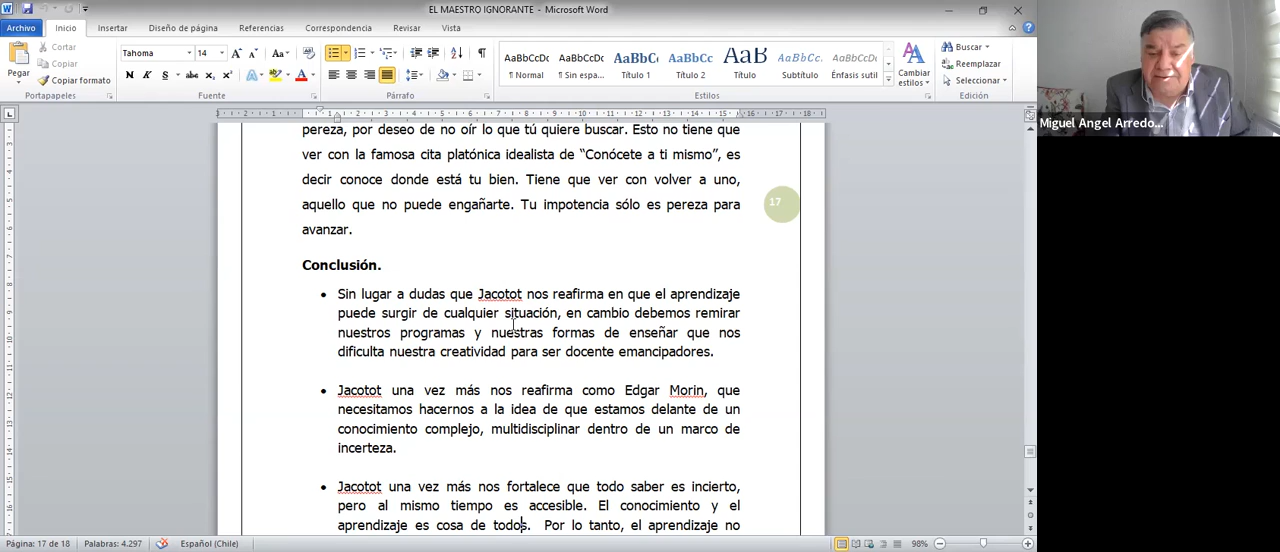 EL MAESTRO IGNORANTE - Microsoft Word
Archivo Inicio Insertar Diseño de página Referencias Correspondencia Revisar Vista
Pegar
Cortar
Copiar
Copiar formato
Portapapeles
Tahoma 14
Fuente
Párrafo
AaBbCcDc ¶ Normal
AaBbCcDc ¶ Sin espa...
AaBbC Título 1
AaBbCc Título 2
AaB Título
AaBbCc. Subtítulo
AaBbCcDc Énfasis sutil
Cambiar estilos
Estilos
Buscar
Reemplazar
Seleccionar
Edición
Miguel Angel Arredo...
pereza, por deseo de no oír lo que tú quiere buscar. Esto no tiene que
ver con la famosa cita platónica idealista de “Conócete a ti mismo”, es
decir conoce donde está tu bien. Tiene que ver con volver a uno,
aquello que no puede engañarte. Tu impotencia sólo es pereza para
avanzar.
17
Conclusión.
• Sin lugar a dudas que Jacotot nos reafirma en que el aprendizaje
puede surgir de cualquier situación, en cambio debemos remirar
nuestros programas y nuestras formas de enseñar que nos
dificulta nuestra creatividad para ser docente emancipadores.
• Jacotot una vez más nos reafirma como Edgar Morin, que
necesitamos hacernos a la idea de que estamos delante de un
conocimiento complejo, multidisciplinar dentro de un marco de
incerteza.
• Jacotot una vez más nos fortalece que todo saber es incierto,
pero al mismo tiempo es accesible. El conocimiento y el
aprendizaje es cosa de todos. Por lo tanto, el aprendizaje no
Página: 17 de 18 Palabras: 4.297 Español (Chile) 98%